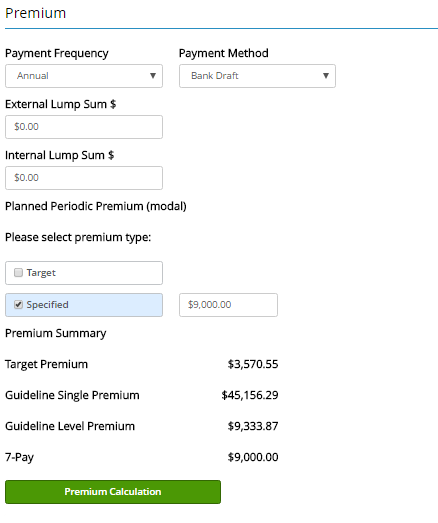 Premium
Payment Frequency Payment Method
Annual Bank Draft
External Lump Sum $
$0.00
Internal Lump Sum $
$0.00
Planned Periodic Premium (modal)
Please select premium type:
Target
Specified $9,000.00
Premium Summary
Target Premium $3,570.55
Guideline Single Premium $45,156.29
Guideline Level Premium $9,333.87
7-Pay $9,000.00
Premium Calculation